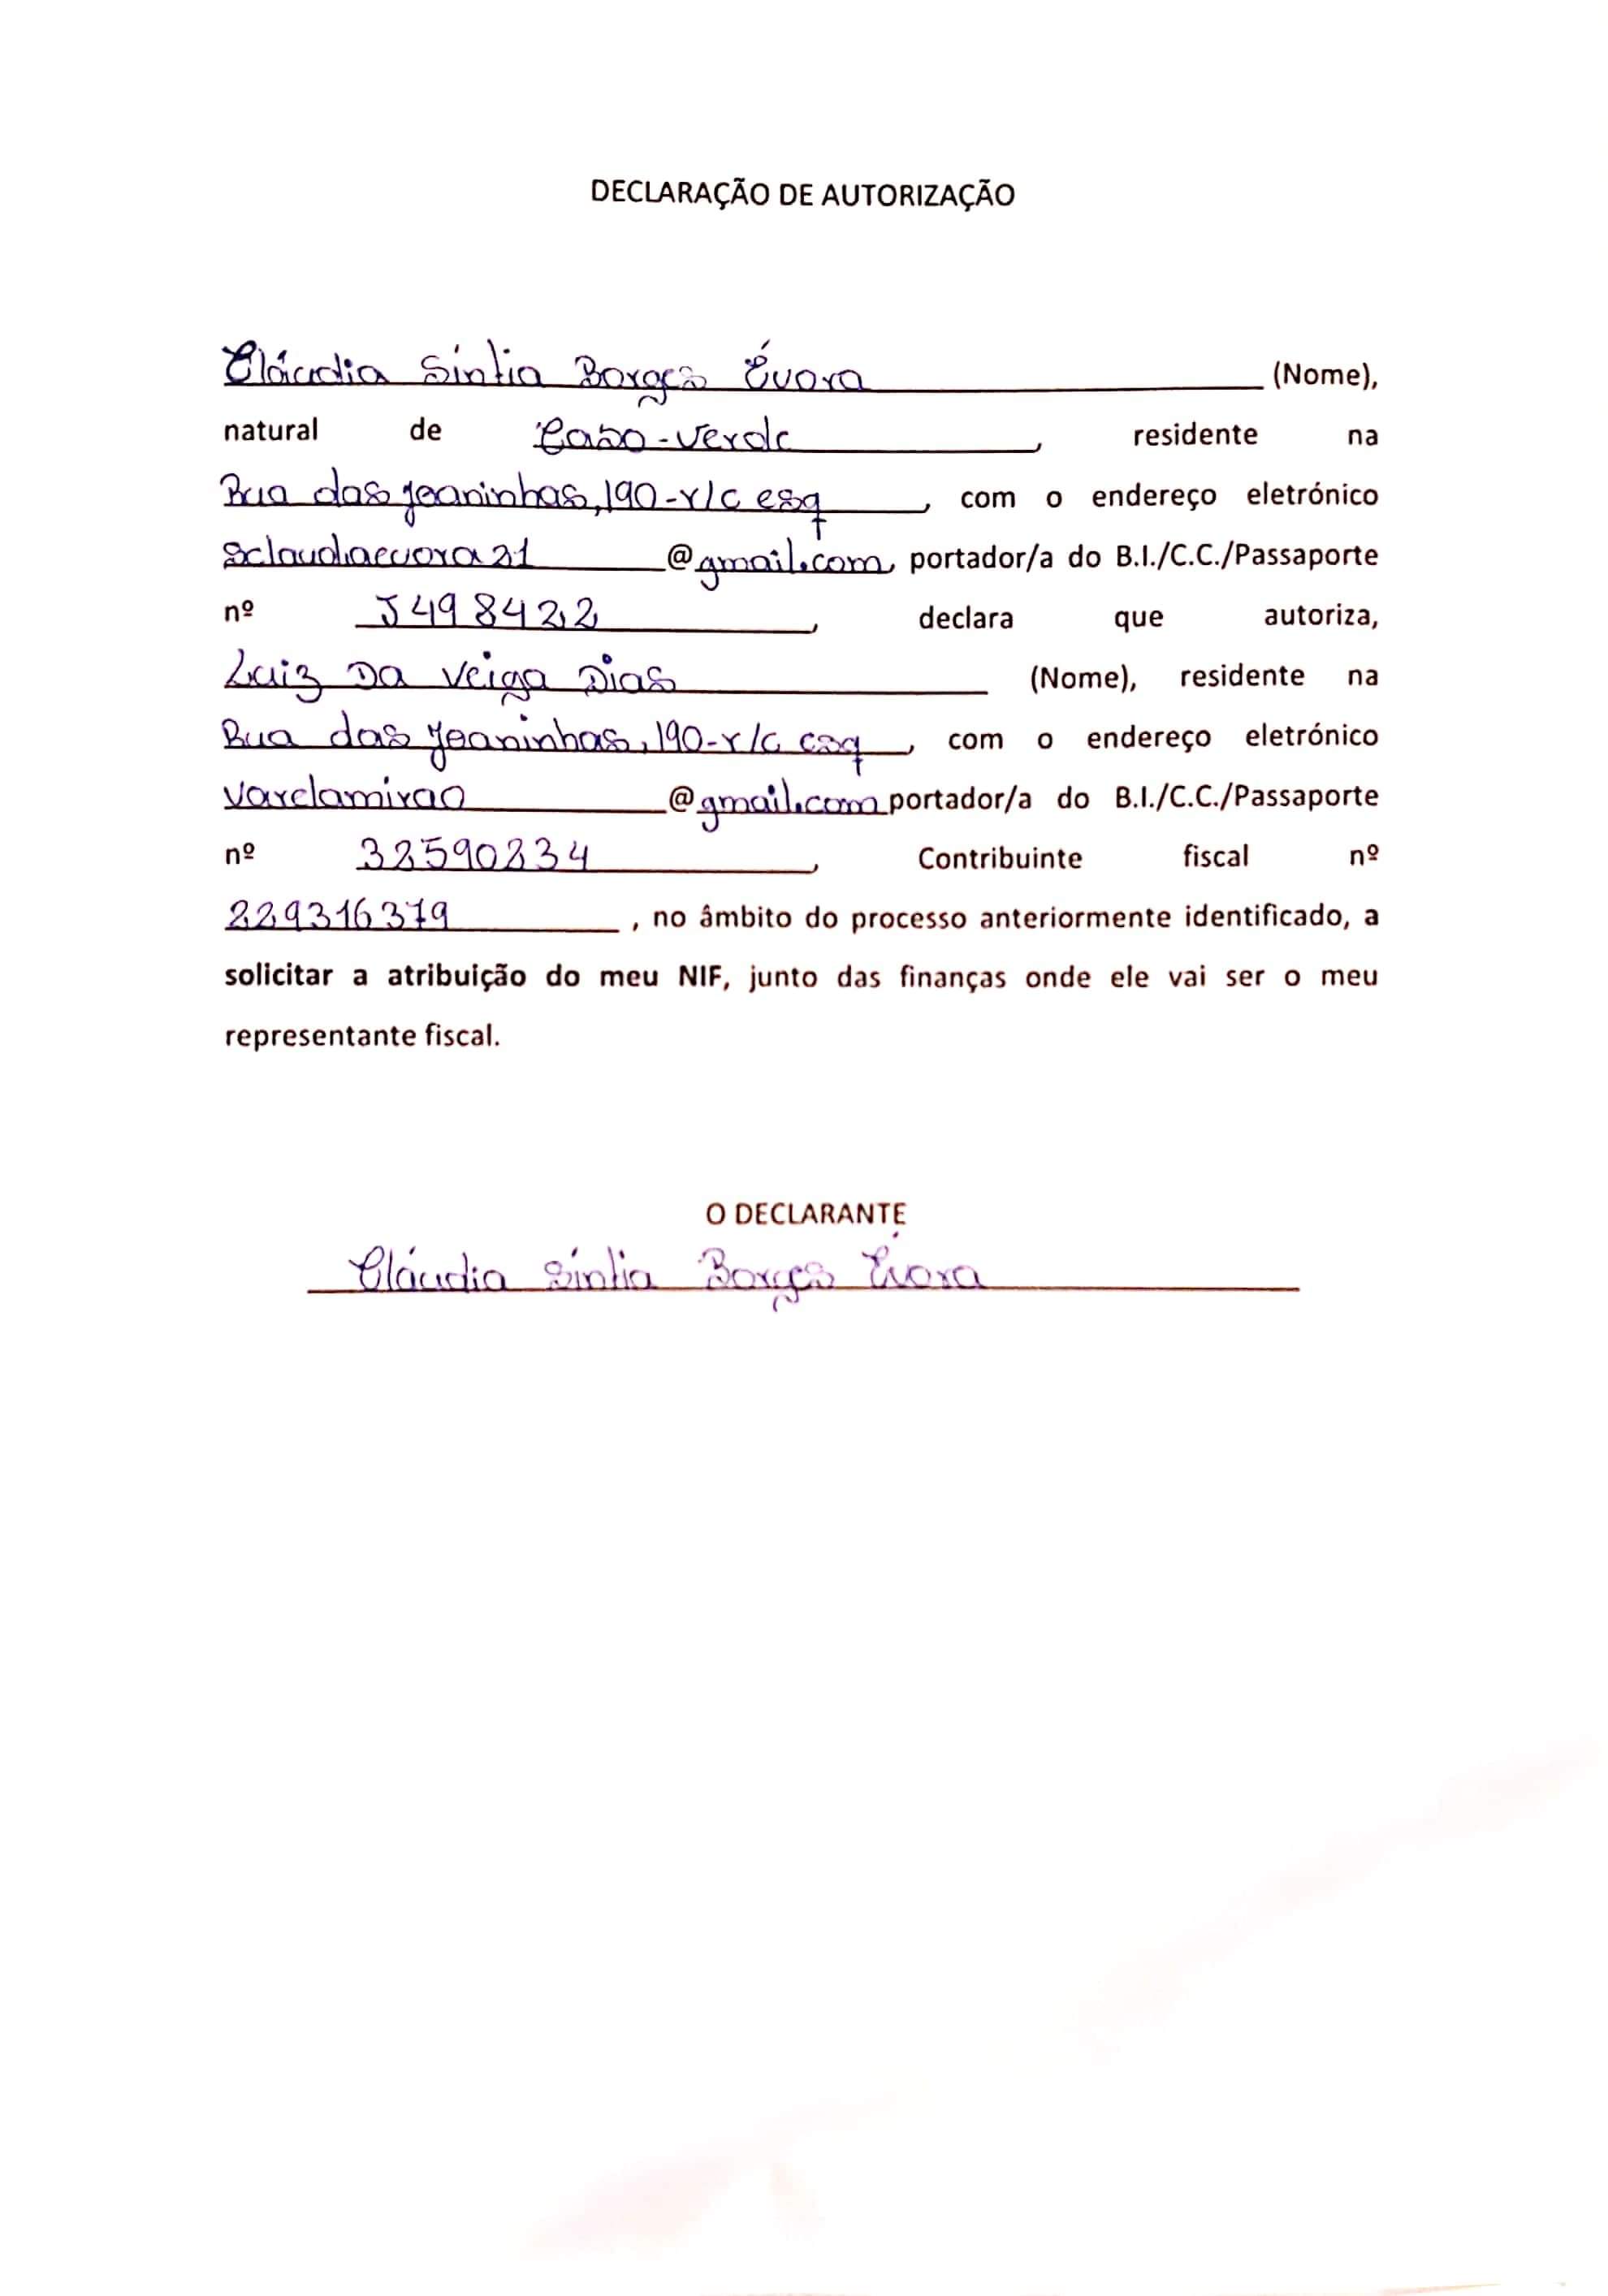 DECLARAÇÃO DE AUTORIZAÇÃO
Cláudia Síntia Borges Évora (Nome),
natural de Cabo-Verde, residente na
Rua das Joaninhas, 190-r/c esq, com o endereço eletrónico
sclaudiaevora21@gmail.com, portador/a do B.I./C.C./Passaporte
nº J498422, declara que autoriza,
Luiz Da Veiga Dias (Nome), residente na
Rua das Joaninhas, 190-r/c esq, com o endereço eletrónico
varelamirao@gmail.com portador/a do B.I./C.C./Passaporte
nº 32590234, Contribuinte fiscal nº
229316379, no âmbito do processo anteriormente identificado, a
solicitar a atribuição do meu NIF, junto das finanças onde ele vai ser o meu
representante fiscal.
O DECLARANTE
Cláudia Síntia Borges Évora